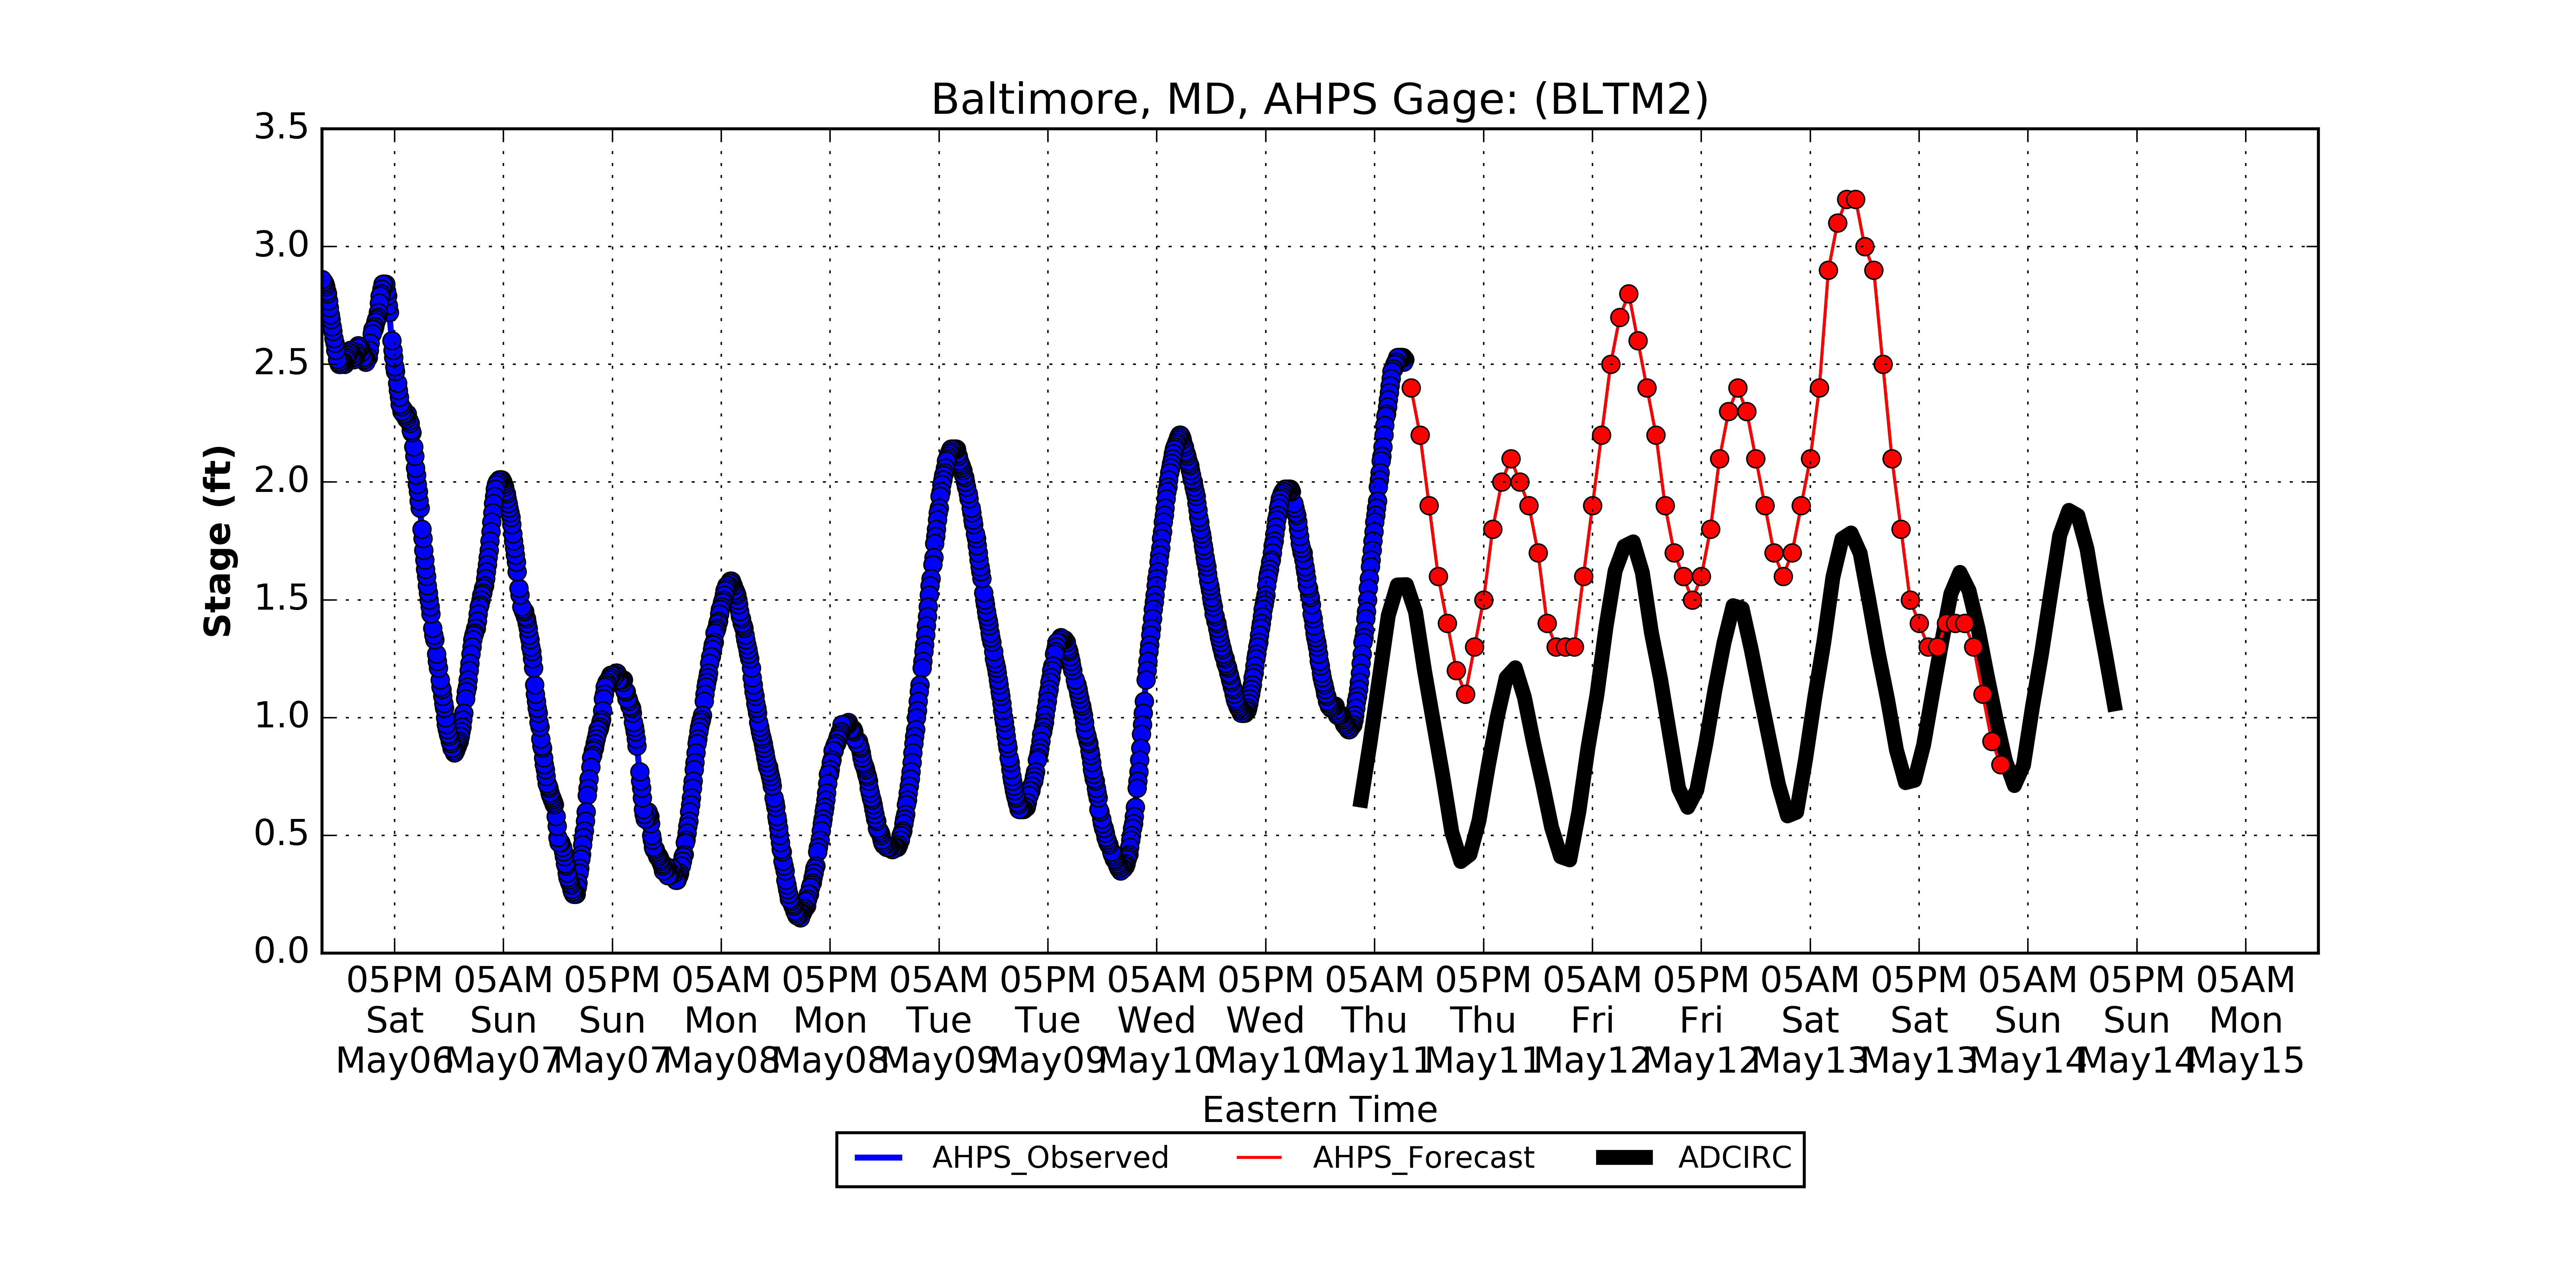 Baltimore, MD, AHPS Gage: (BLTM2)
3.5
3.0
2.5
2.0
1.5
1.0
0.5
0.0
Stage (ft)
05PM 05AM 05PM 05AM 05PM 05AM 05PM 05AM 05PM 05AM 05PM 05AM 05PM 05AM 05PM 05AM 05PM 05AM
Sat Sun Sun Mon Mon Tue Tue Wed Wed Thu Thu Fri Fri Sat Sat Sun Sun Mon
May06 May07 May07 May08 May08 May09 May09 May10 May10 May11 May11 May12 May12 May13 May13 May14 May14 May15
Eastern Time
AHPS_Observed AHPS_Forecast ADCIRC